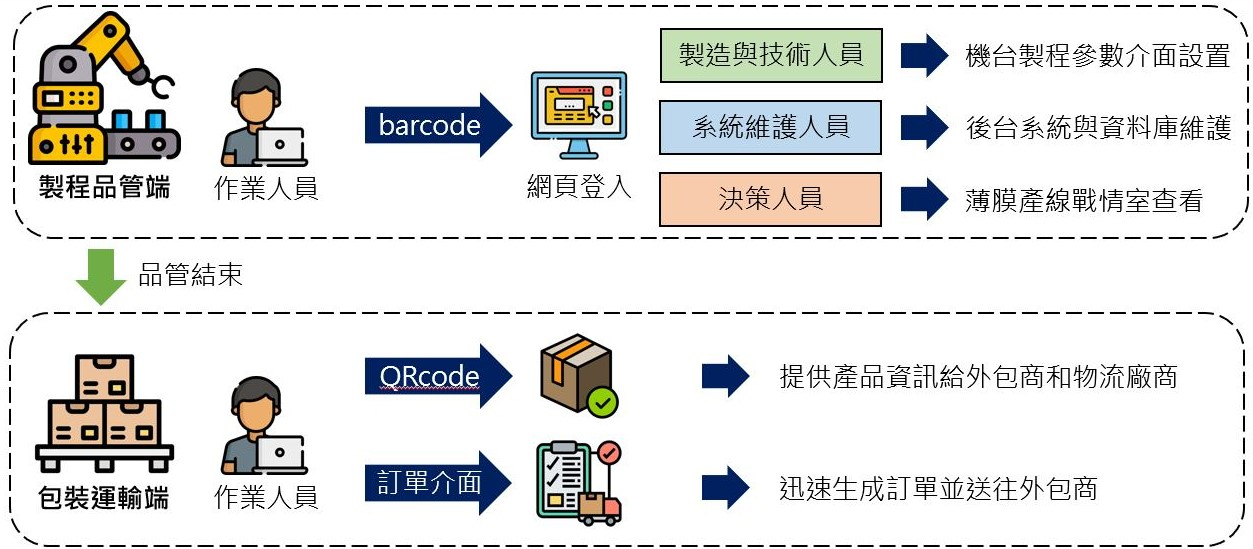 製造與技術人員
機台製程參數介面設置
barcode
系統維護人員
後台系統與資料庫維護
製程品管端
作業人員
網頁登入
決策人員
薄膜產線戰情室查看
品管結束
QRcode
提供產品資訊給外包商和物流廠商
包裝運輸端
作業人員
訂單介面
迅速生成訂單並送往外包商